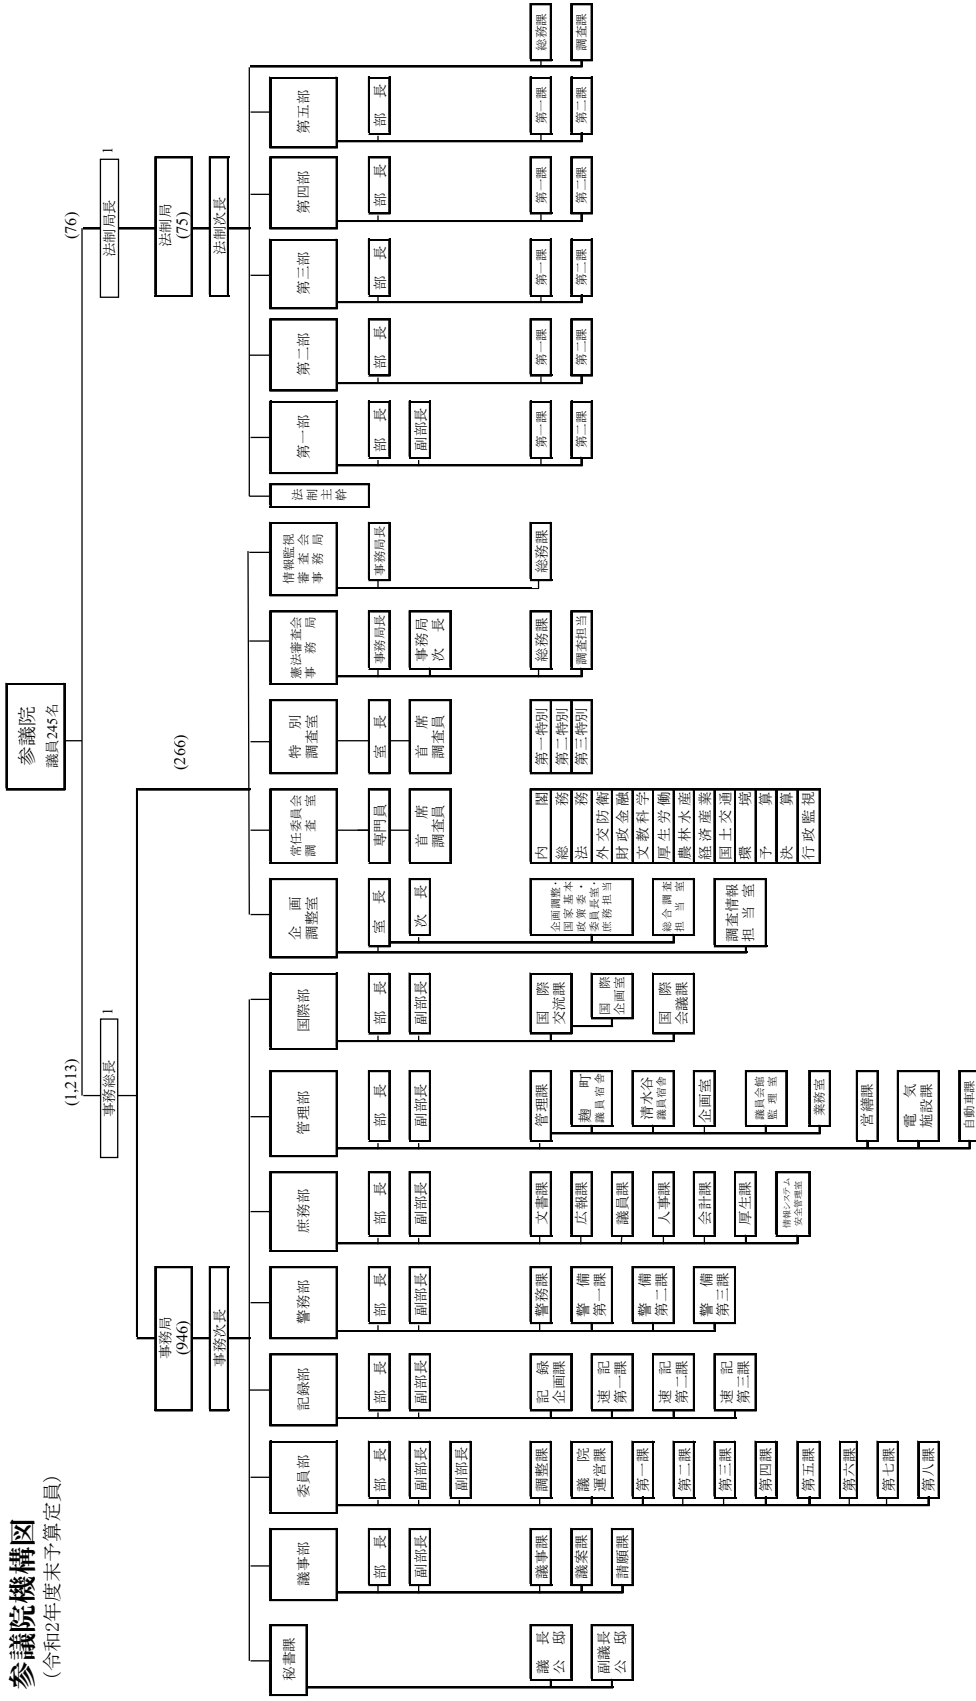 参議院機構図
(令和2年度末予算定員)
参議院
議員245名
(1,213)
事務総長
1
(76)
法制局長
1
事務局
(946)
事務次長
(266)
法制局
(75)
法制次長
秘書課
議長
公邸
副議長
公邸
議事部
部長
副部長
議事課
議案課
請願課
委員部
部長
副部長
副部長
調整課
議院
運営課
第一課
第二課
第三課
第四課
第五課
第六課
第七課
第八課
記録部
部長
副部長
記録
企画課
速記
第一課
速記
第二課
速記
第三課
警務部
部長
副部長
警務課
警備
第一課
警備
第二課
警備
第三課
庶務部
部長
副部長
文書課
広報課
議員課
人事課
会計課
厚生課
情報システム
安全管理室
管理部
部長
副部長
管理課
麹町
議員宿舎
清水谷
議員宿舎
企画室
議員会館
監理室
業務室
営繕課
電気
施設課
自動車課
国際部
部長
副部長
国際
交流課
国際
企画室
国際
会議課
企画
調整室
室長
次長
企画調整・
国家基本
政策委・
委員長室・
庶務担当
総合調査
担当室
調査情報
担当室
常任委員会
調査室
専門員
首席
調査員
内閣
総務
法務
外交防衛
財政金融
文教科学
厚生労働
農林水産
経済産業
国土交通
環境
予算
決算
行政監視
特別
調査室
室長
首席
調査員
第一特別
第二特別
第三特別
憲法審査会
事務局
事務局長
事務局
次長
総務課
調査担当
情報監視
審査会
事務局
事務局長
総務課
法制主幹
第一部
部長
副部長
第一課
第二課
第二部
部長
第一課
第二課
第三部
部長
第一課
第二課
第四部
部長
第一課
第二課
第五部
部長
第一課
第二課
総務課
調査課